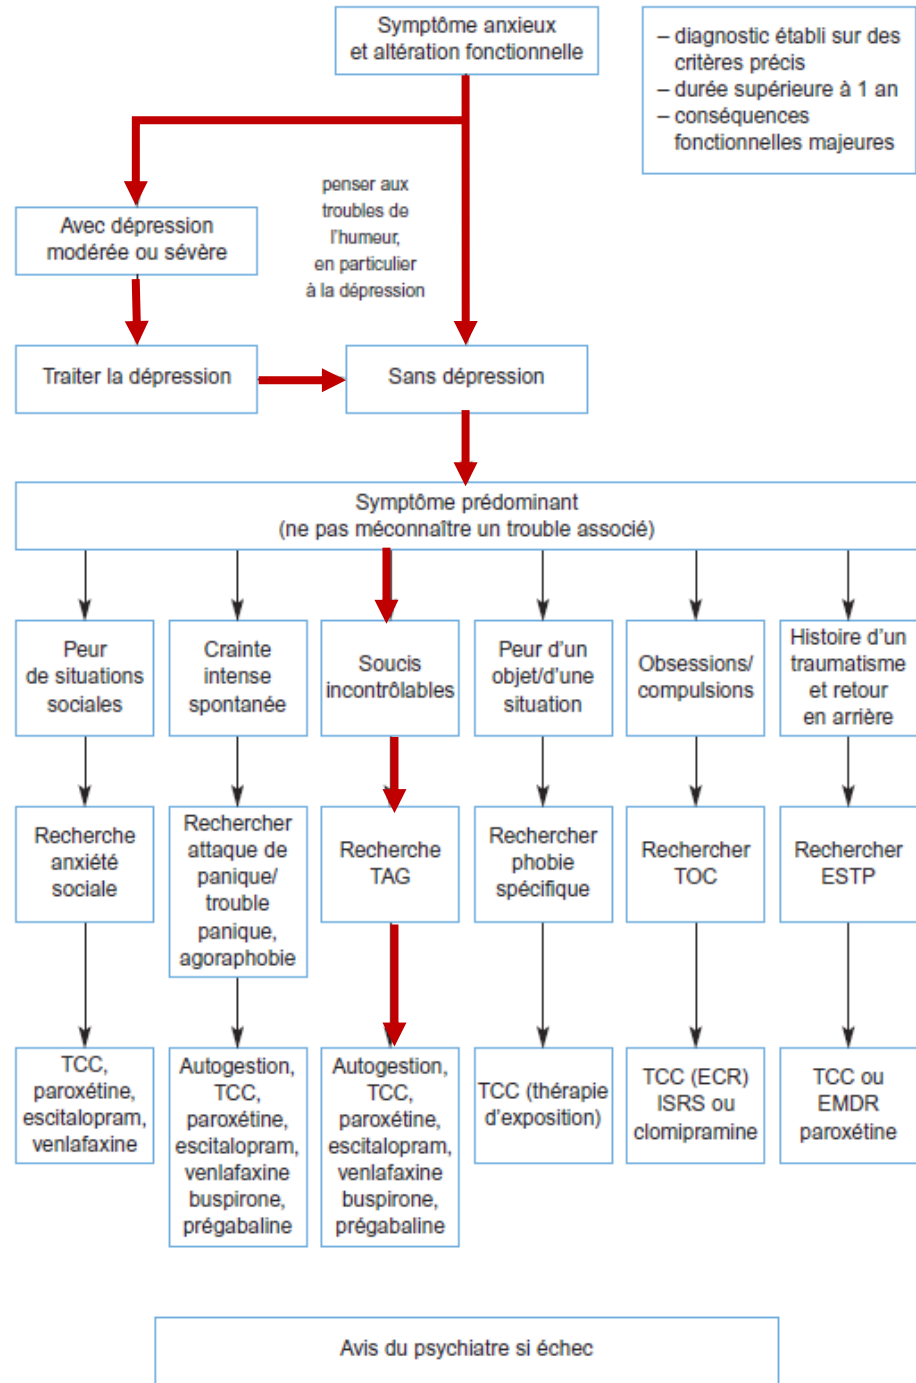 Symptôme anxieux
et altération fonctionnelle
– diagnostic établi sur des
critères précis
– durée supérieure à 1 an
– conséquences
fonctionnelles majeures
penser aux
troubles de
l'humeur,
en particulier
à la dépression
Avec dépression
modérée ou sévère
Traiter la dépression
Sans dépression
Symptôme prédominant
(ne pas méconnaître un trouble associé)
Peur
de situations
sociales
Crainte
intense
spontanée
Soucis
incontrôlables
Peur d'un
objet/d'une
situation
Obsessions/
compulsions
Histoire d'un
traumatisme
et retour
en arrière
Recherche
anxiété
sociale
Rechercher
attaque de
panique/
trouble
panique,
agoraphobie
Recherche
TAG
Rechercher
phobie
spécifique
Rechercher
TOC
Rechercher
ESTP
TCC,
paroxétine,
escitalopram,
venlafaxine
Autogestion,
TCC,
paroxétine,
escitalopram,
venlafaxine
buspirone,
prégabaline
Autogestion,
TCC,
paroxétine,
escitalopram,
venlafaxine
buspirone,
prégabaline
TCC (thérapie
d'exposition)
TCC (ECR)
ISRS ou
clomipramine
TCC ou
EMDR
paroxétine
Avis du psychiatre si échec